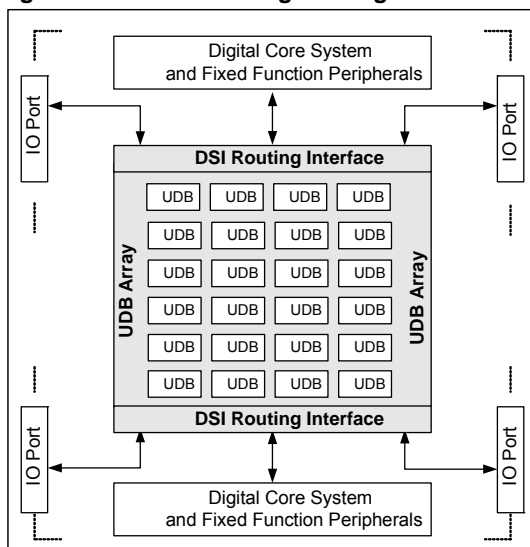 Digital Core System
and Fixed Function Peripherals
IO Port
IO Port
DSI Routing Interface
UDB Array
UDB Array
UDB UDB UDB UDB
UDB UDB UDB UDB
UDB UDB UDB UDB
UDB UDB UDB UDB
UDB UDB UDB UDB
UDB UDB UDB UDB
DSI Routing Interface
IO Port
IO Port
Digital Core System
and Fixed Function Peripherals